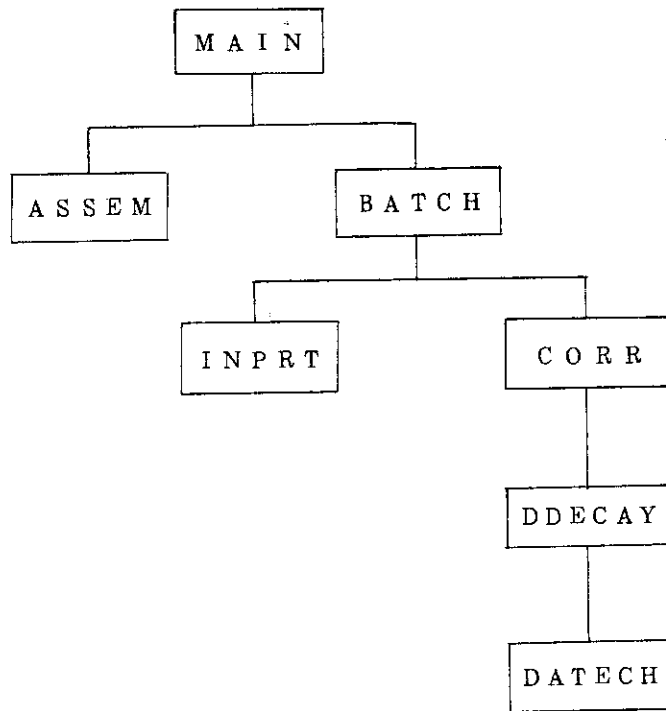 MAIN
ASSEM
BATCH
INPRT
CORR
DDECAY
DATECH